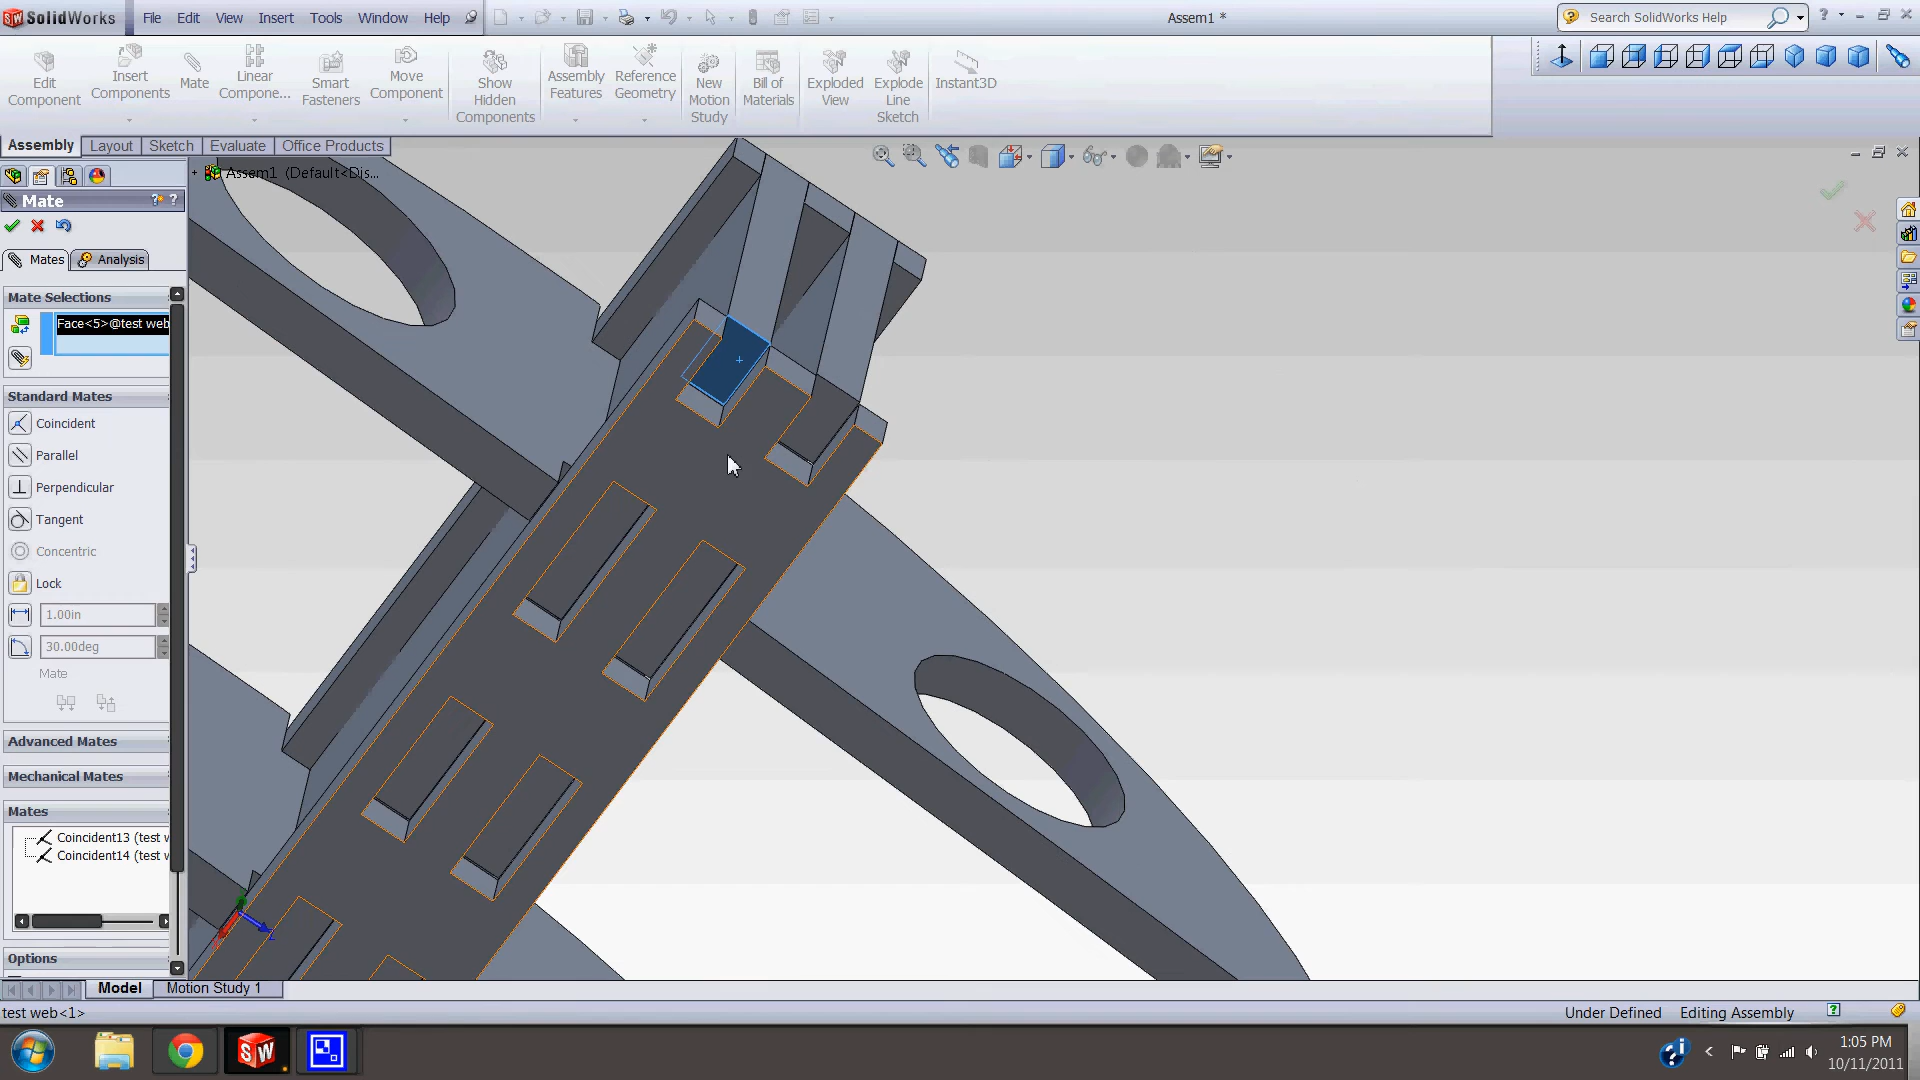 SolidWorks
File Edit View Insert Tools Window Help
Assem1 *
Search SolidWorks Help
Edit Component
Insert Components
Mate
Linear Compone...
Smart Fasteners
Move Component
Show Hidden Components
Assembly Features
Reference Geometry
New Motion Study
Bill of Materials
Exploded View
Explode Line Sketch
Instant3D
Assembly Layout Sketch Evaluate Office Products
Assem1 (Default<Dis...
Mate
Mates Analysis
Mate Selections
Face<5>@test web
Standard Mates
Coincident
Parallel
Perpendicular
Tangent
Concentric
Lock
1.00in
30.00deg
Mate
Advanced Mates
Mechanical Mates
Mates
Coincident13 (test w
Coincident14 (test w
Options
Model Motion Study 1
test web<1>
Under Defined Editing Assembly
1:05 PM
10/11/2011